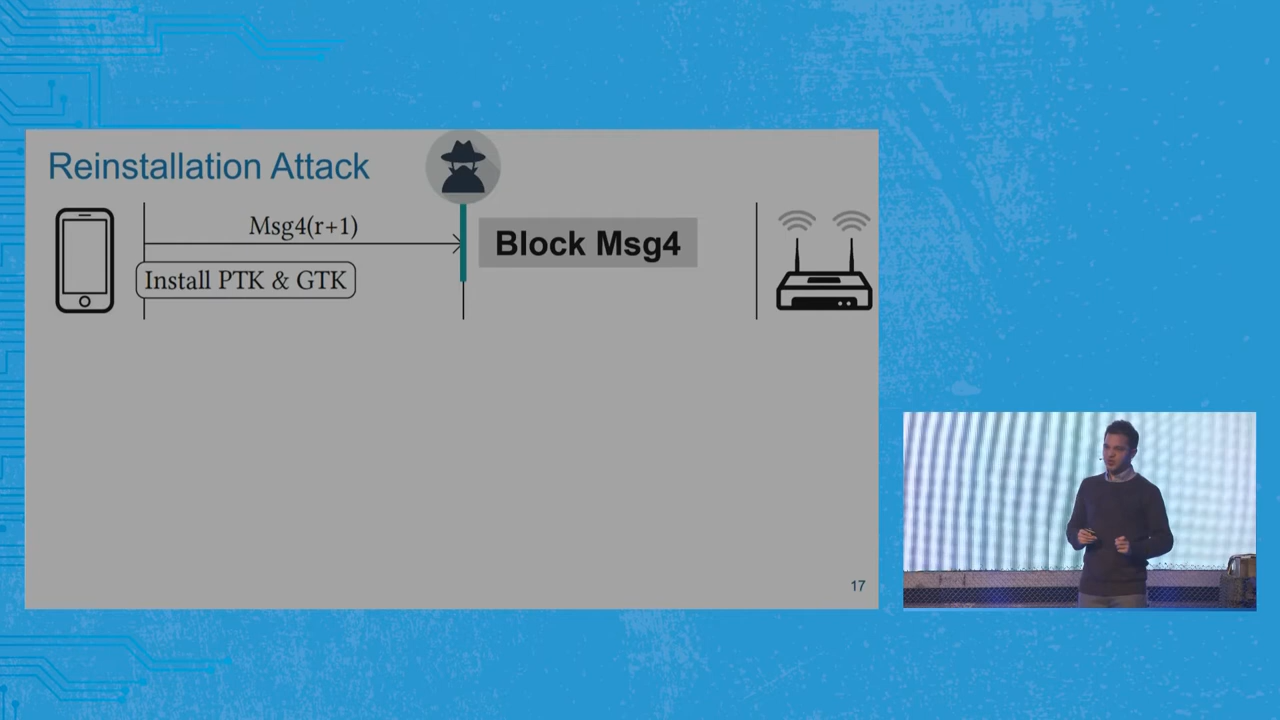 Reinstallation Attack
Msg4(r+1)
Block Msg4
Install PTK & GTK
17